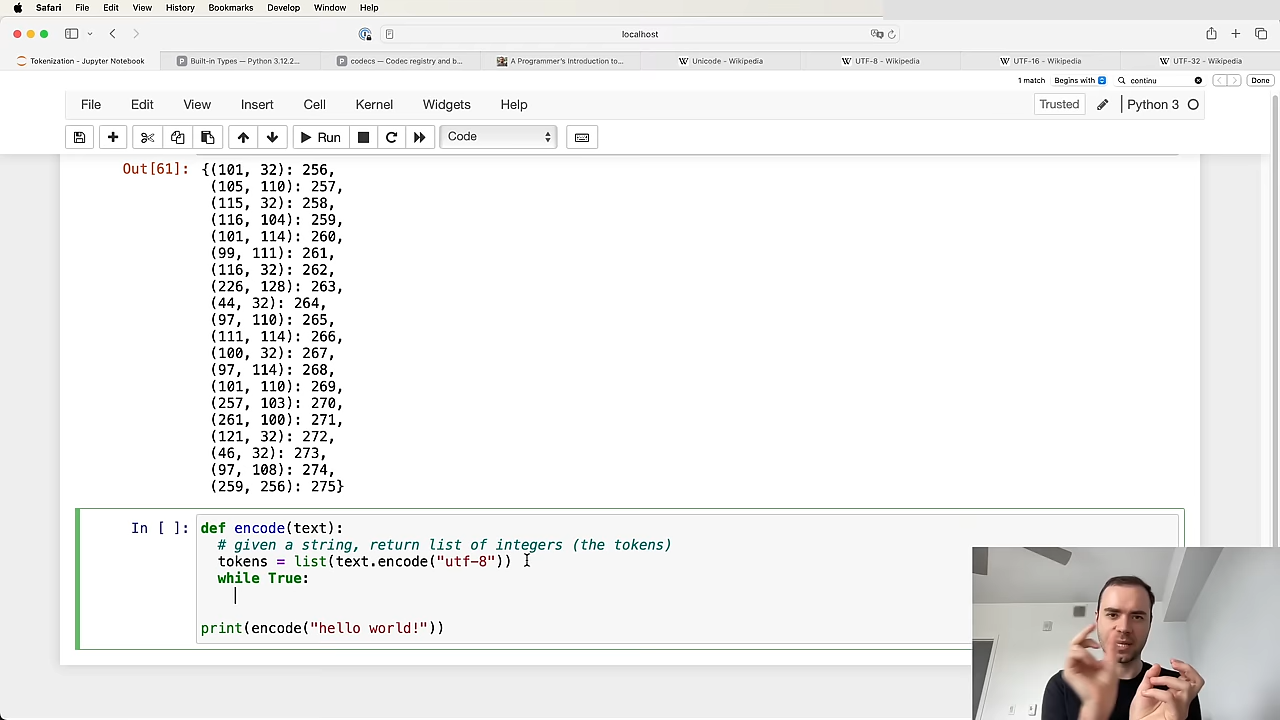 Safari File Edit View History Bookmarks Develop Window Help
localhost
Tokenization - Jupyter Notebook
Built-in Types — Python 3.12.2...
codecs — Codec registry and b...
A Programmer's Introduction to...
Unicode - Wikipedia
UTF-8 - Wikipedia
UTF-16 - Wikipedia
UTF-32 - Wikipedia
1 match Begins with continu Done
File Edit View Insert Cell Kernel Widgets Help Trusted Python 3
Run Code
Out[61]: {(101, 32): 256,
(105, 110): 257,
(115, 32): 258,
(116, 104): 259,
(101, 114): 260,
(99, 111): 261,
(116, 32): 262,
(226, 128): 263,
(44, 32): 264,
(97, 110): 265,
(111, 114): 266,
(100, 32): 267,
(97, 114): 268,
(101, 110): 269,
(257, 103): 270,
(261, 100): 271,
(121, 32): 272,
(46, 32): 273,
(97, 108): 274,
(259, 256): 275}
In [ ]: def encode(text):
# given a string, return list of integers (the tokens)
tokens = list(text.encode("utf-8"))
while True:
print(encode("hello world!"))